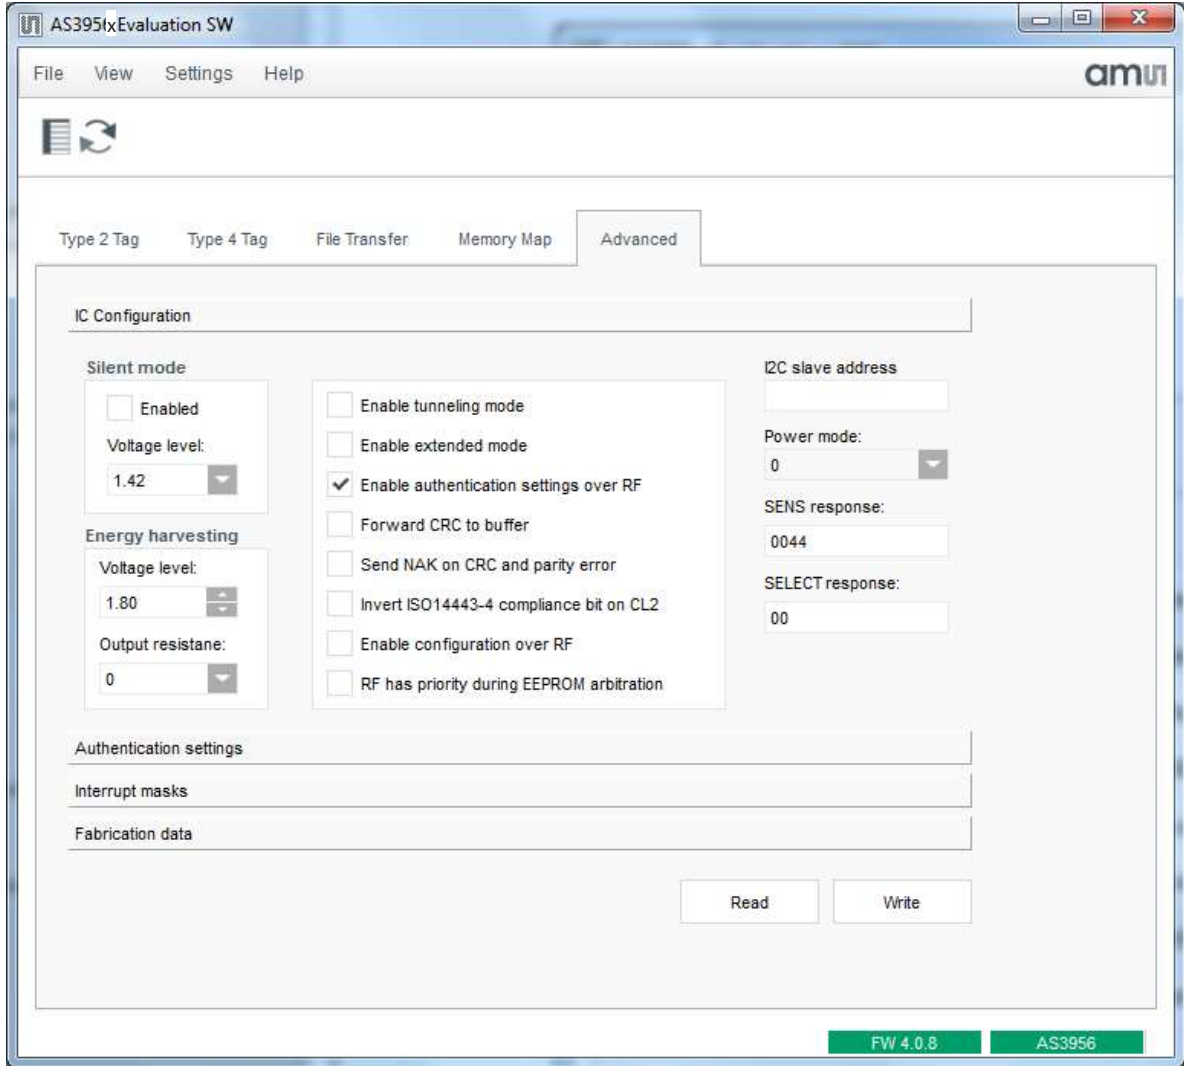 AS3956x Evaluation SW
File View Settings Help
amu
Type 2 Tag Type 4 Tag File Transfer Memory Map Advanced
IC Configuration
Silent mode
Enabled
Voltage level:
1.42
Energy harvesting
Voltage level:
1.80
Output resistane:
0
Enable tunneling mode
Enable extended mode
Enable authentication settings over RF
Forward CRC to buffer
Send NAK on CRC and parity error
Invert ISO14443-4 compliance bit on CL2
Enable configuration over RF
RF has priority during EEPROM arbitration
I2C slave address
Power mode:
0
SENS response:
0044
SELECT response:
00
Authentication settings
Interrupt masks
Fabrication data
Read Write
FW 4.0.8 AS3956